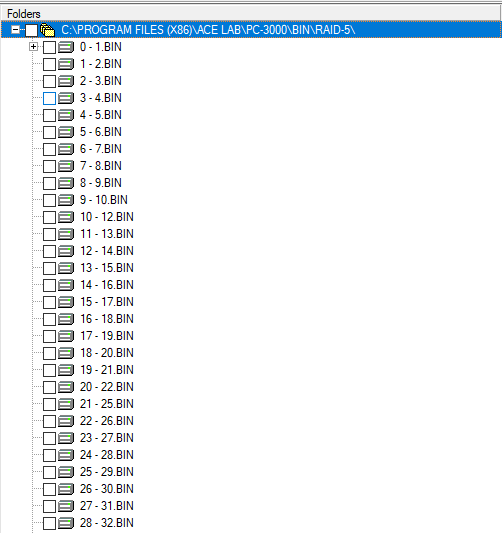 Folders
C:\PROGRAM FILES (X86)\ACE LAB\PC-3000\BIN\RAID-5\
0 - 1.BIN
1 - 2.BIN
2 - 3.BIN
3 - 4.BIN
4 - 5.BIN
5 - 6.BIN
6 - 7.BIN
7 - 8.BIN
8 - 9.BIN
9 - 10.BIN
10 - 12.BIN
11 - 13.BIN
12 - 14.BIN
13 - 15.BIN
14 - 16.BIN
15 - 17.BIN
16 - 18.BIN
17 - 19.BIN
18 - 20.BIN
19 - 21.BIN
20 - 22.BIN
21 - 25.BIN
22 - 26.BIN
23 - 27.BIN
24 - 28.BIN
25 - 29.BIN
26 - 30.BIN
27 - 31.BIN
28 - 32.BIN